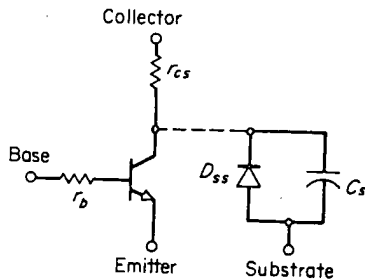 Collector
r_cs
Base
r_b
D_ss
C_s
Emitter
Substrate